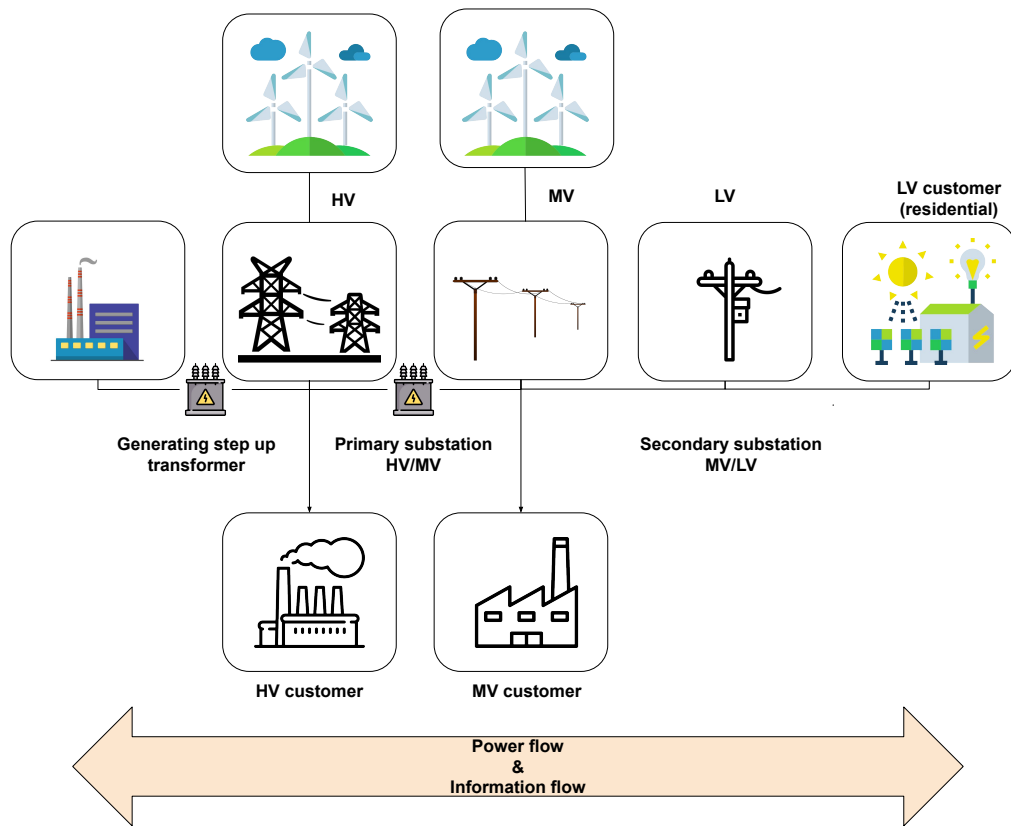 HV
MV
LV
LV customer
(residential)
Generating step up
transformer
Primary substation
HV/MV
Secondary substation
MV/LV
HV customer
MV customer
Power flow
&
Information flow